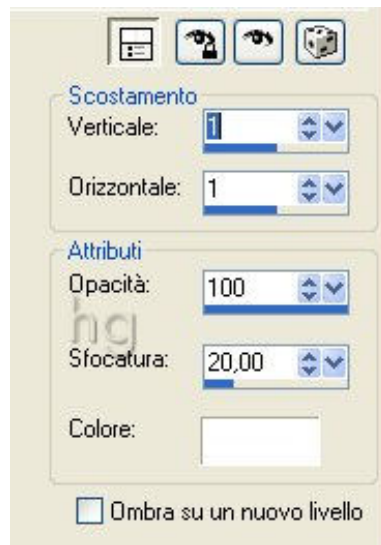 Scostamento
Verticale: 1
Orizzontale: 1
Attributi
Opacità: 100
hg
Sfocatura: 20,00
Colore:
Ombra su un nuovo livello